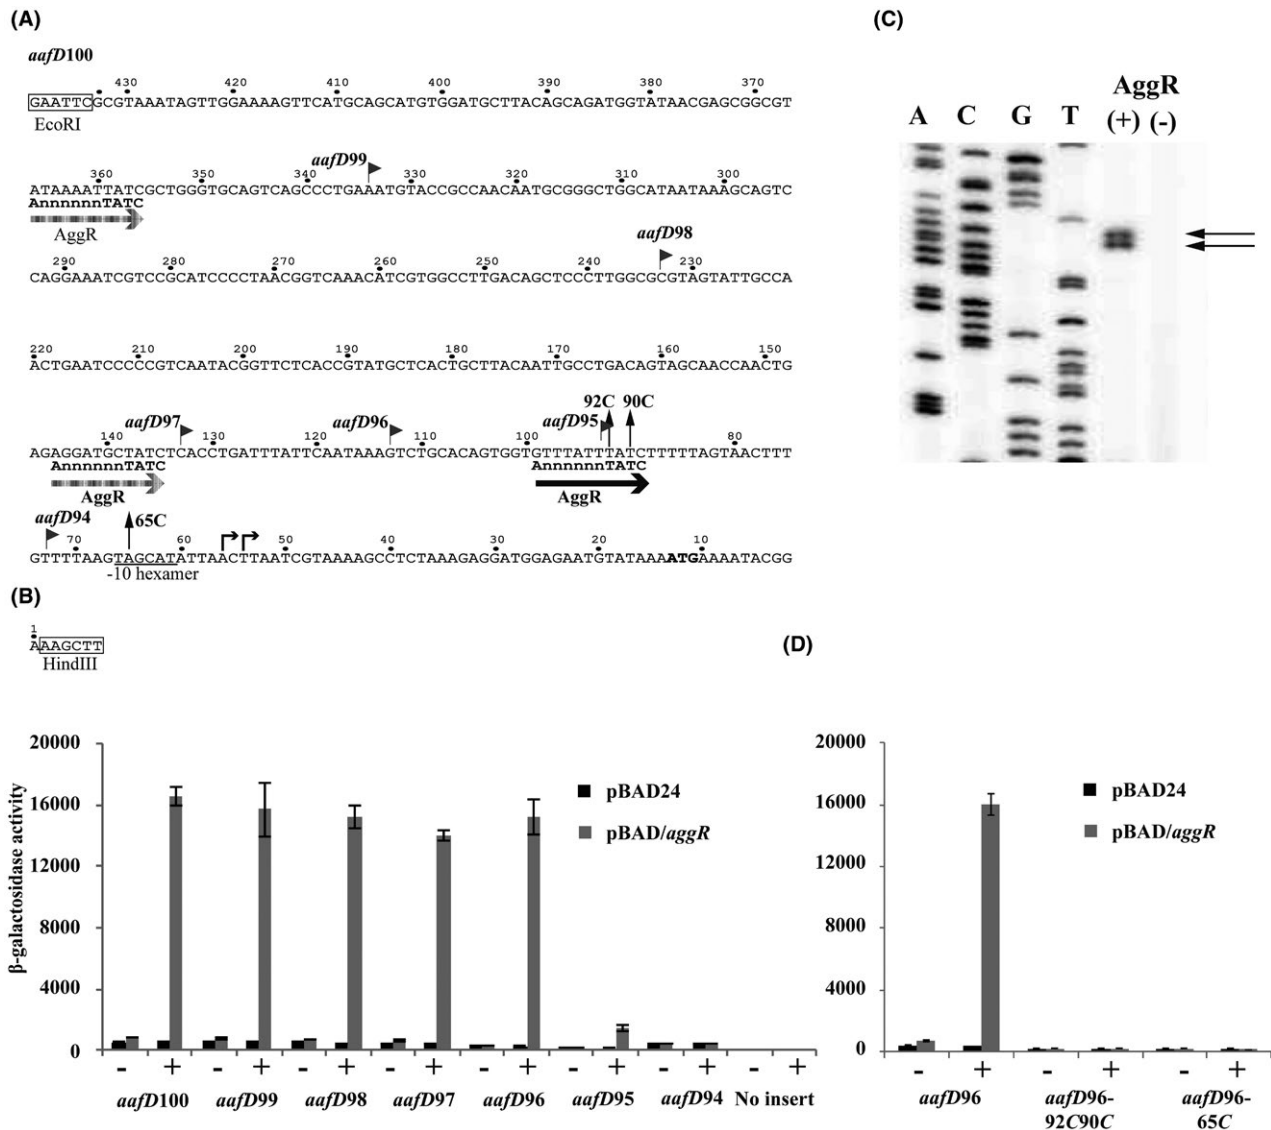 (A)
aafD100
430 420 410 400 390 380 370
GAATTCGCGTAAATAGTTGGAAAAGTTCATGCAGCATGTGGATGCTTACAGCAGATGGTATAACGAGCGGCGT
EcoRI
aafD99
360 350 340 330 320 310 300
ATAAAATTATCGCTGGGTGCAGTCAGCCCTGAAATGTACCGCCAACAATGCGGGCTGGCATAATAAAGCAGTC
AnnnnnnTATC
AggR
aafD98
290 280 270 260 250 240 230
CAGGAAATCGTCCGCATCCCCTAACGGTCAAACATCGTGGCCTTGACAGCTCCCTTGGCGCGTAGTATTGCCA
220 210 200 190 180 170 160 150
ACTGAATCCCCCGTCAATACGGTTCTCACCGTATGCTCACTGCTTACAATTGCCTGACAGTAGCAACCAACTG
92C 90C
aafD97 aafD96 aafD95
140 130 120 110 100 80
AGAGGATGCTATCTCACCTGATTTATTCAATAAAGTCTGCACAGTGGTGTTTATTTATCTTTTTAGTAACTTT
AnnnnnnTATC AnnnnnnTATC
AggR AggR
aafD94 65C
70 60 50 40 30 20 10
GTTTTAAGTAGCATATTAACTTAATCGTAAAAGCCTCTAAAGAGGATGGAGAATGTATAAAATGAAAATACGG
-10 hexamer
1
AAAGCTT
HindIII
(B)
β-galactosidase activity
20000
16000
12000
8000
4000
0
pBAD24
pBAD/aggR
- + - + - + - + - + - + - + - +
aafD100 aafD99 aafD98 aafD97 aafD96 aafD95 aafD94 No insert
(C)
AggR
A C G T (+) (-)
(D)
20000
16000
12000
8000
4000
0
pBAD24
pBAD/aggR
- + - + - +
aafD96 aafD96- aafD96-
92C90C 65C